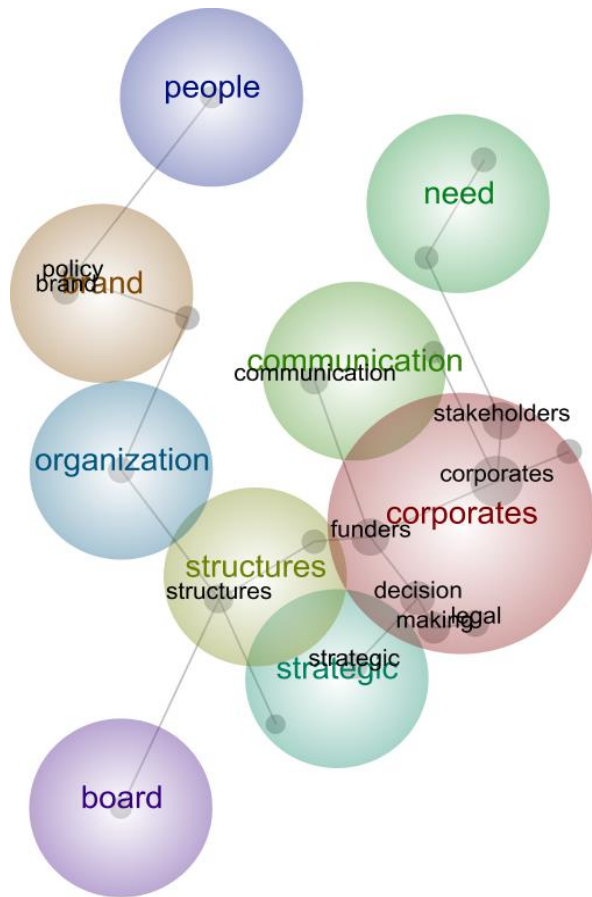 people
need
policy
brand
brand
communication
communication
stakeholders
organization
corporates
corporates
funders
structures
structures
decision
making
legal
strategic
strategic
board